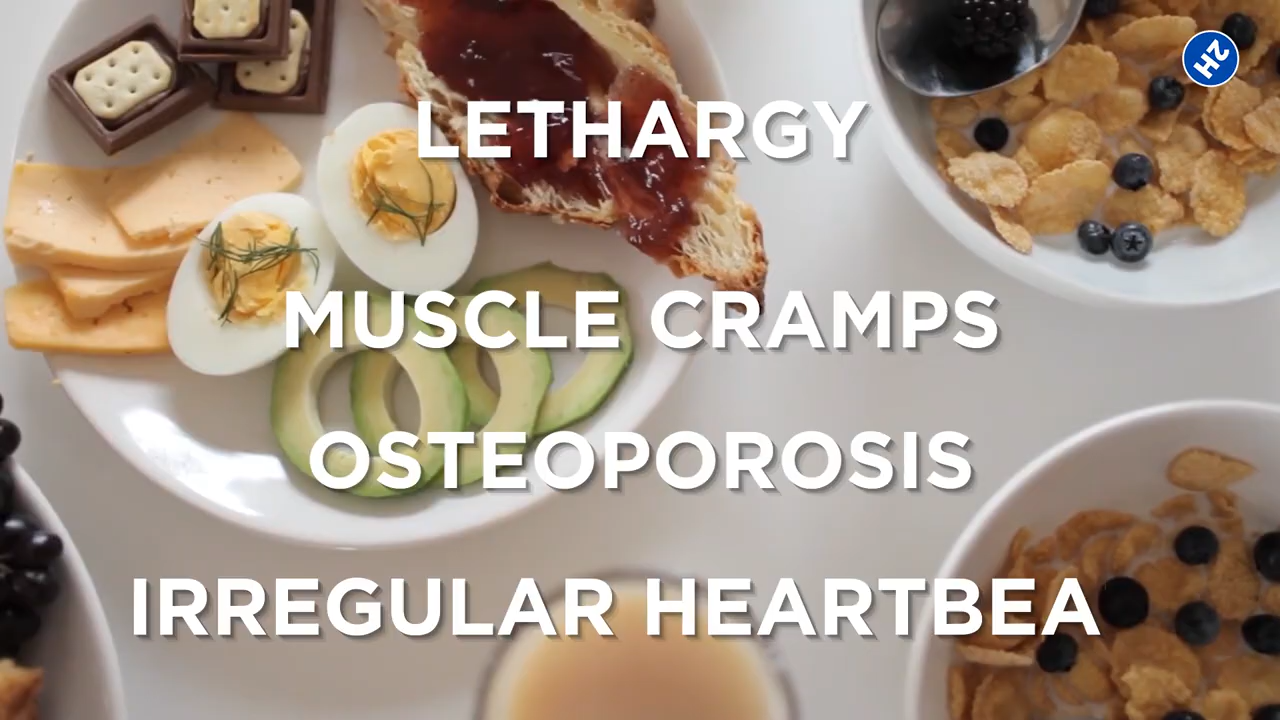 HZ
LETHARGY
MUSCLE CRAMPS
OSTEOPOROSIS
IRREGULAR HEARTBEA